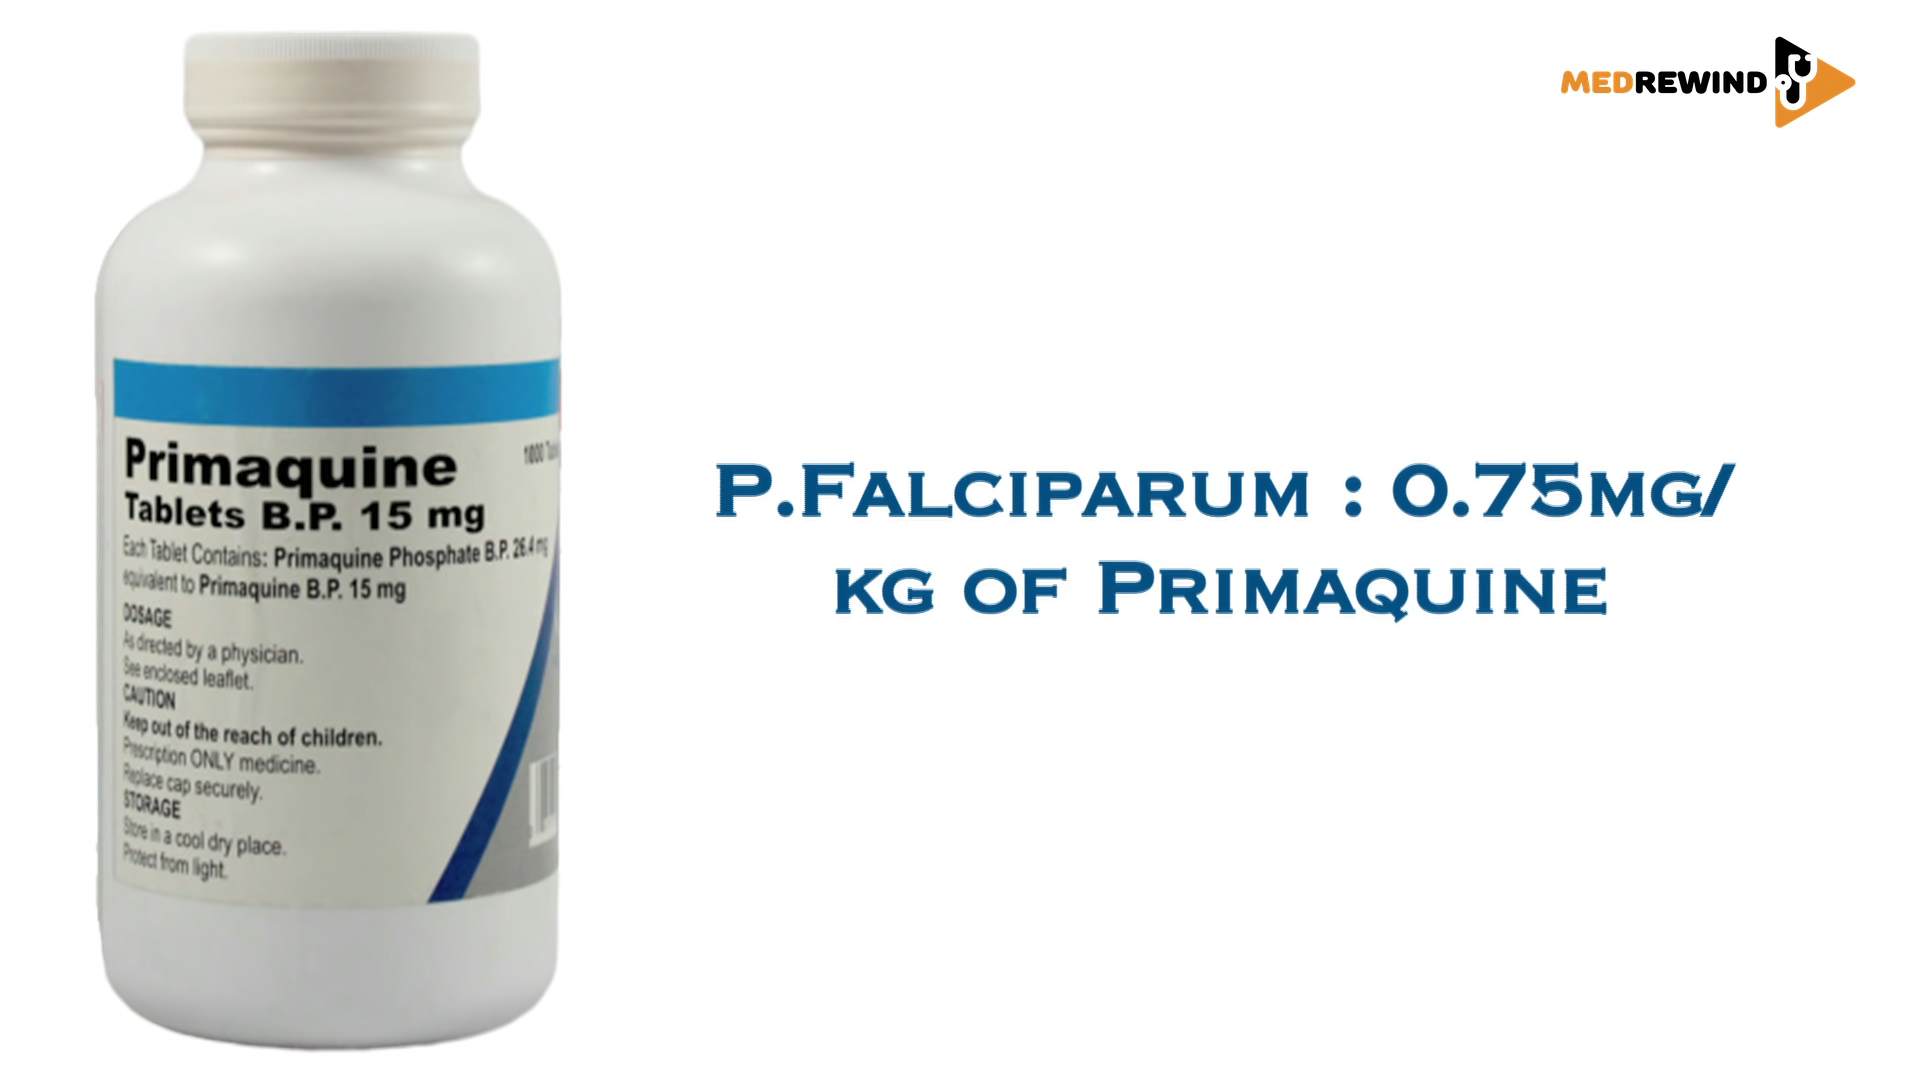 MEDREWIND
Primaquine
1000
Tablets B.P. 15 mg
Each Tablet Contains: Primaquine Phosphate B.P. 26.4 mg
equivalent to Primaquine B.P. 15 mg
DOSAGE
As directed by a physician.
See enclosed leaflet.
CAUTION
Keep out of the reach of children.
Prescription ONLY medicine.
Replace cap securely.
STORAGE
Store in a cool dry place.
Protect from light.
P.Falciparum : 0.75mg/
kg of Primaquine